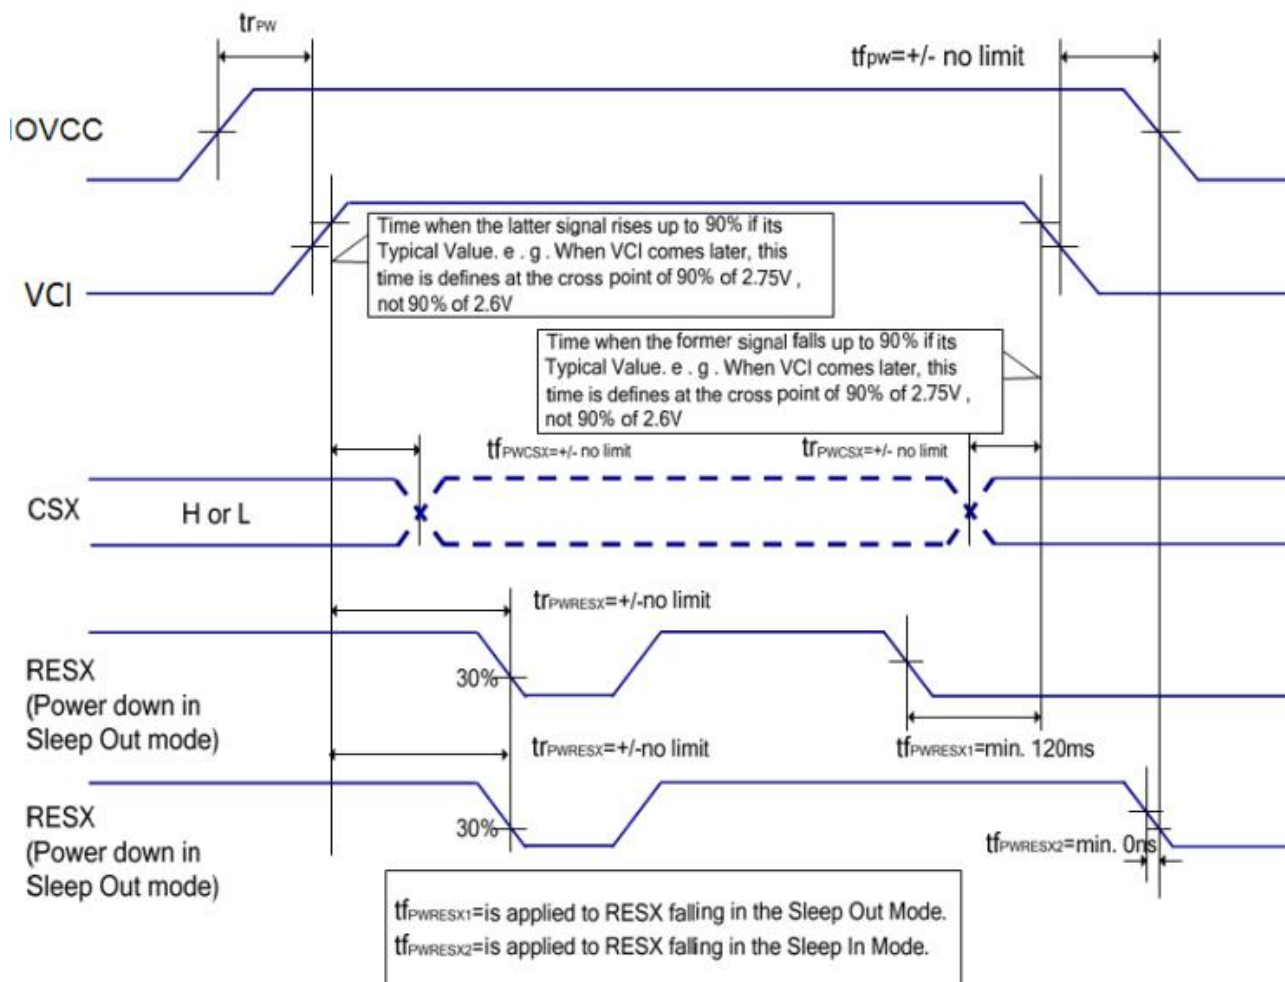 trPW
tfpw=+/- no limit
IOVCC
Time when the latter signal rises up to 90% if its
Typical Value. e . g . When VCI comes later, this
time is defines at the cross point of 90% of 2.75V ,
not 90% of 2.6V
VCI
Time when the former signal falls up to 90% if its
Typical Value. e . g . When VCI comes later, this
time is defines at the cross point of 90% of 2.75V ,
not 90% of 2.6V
tfPWCSX=+/- no limit
trPWCSX=+/- no limit
CSX
H or L
trPWRESX=+/-no limit
RESX
(Power down in
Sleep Out mode)
30%
tfPWRESX1=min. 120ms
trPWRESX=+/-no limit
RESX
(Power down in
Sleep Out mode)
30%
tfPWRESX2=min. 0ns
tfPWRESX1=is applied to RESX falling in the Sleep Out Mode.
tfPWRESX2=is applied to RESX falling in the Sleep In Mode.